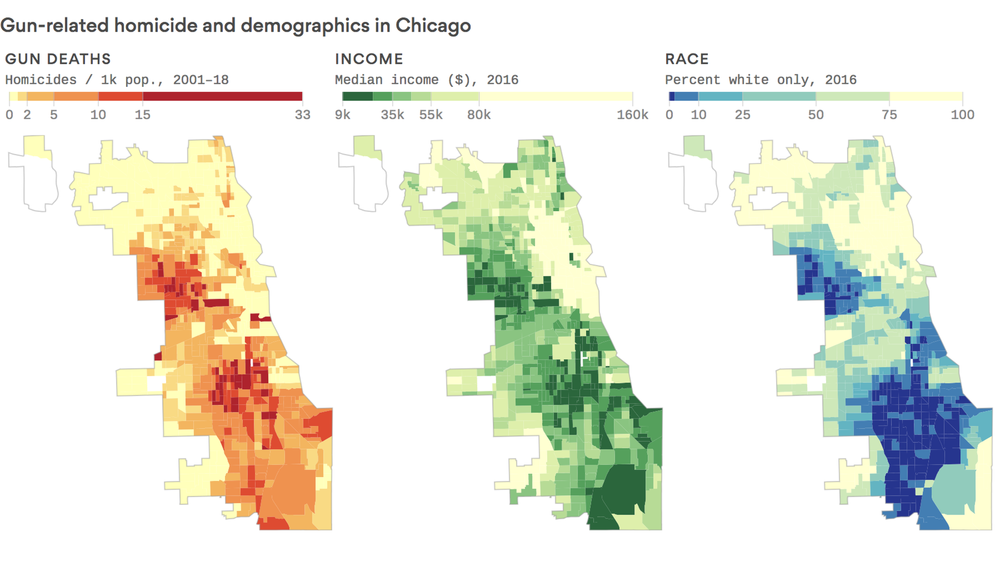 Gun-related homicide and demographics in Chicago
GUN DEATHS
Homicides / 1k pop., 2001–18
0 2 5 10 15 33
INCOME
Median income ($), 2016
9k 35k 55k 80k 160k
RACE
Percent white only, 2016
0 10 25 50 75 100